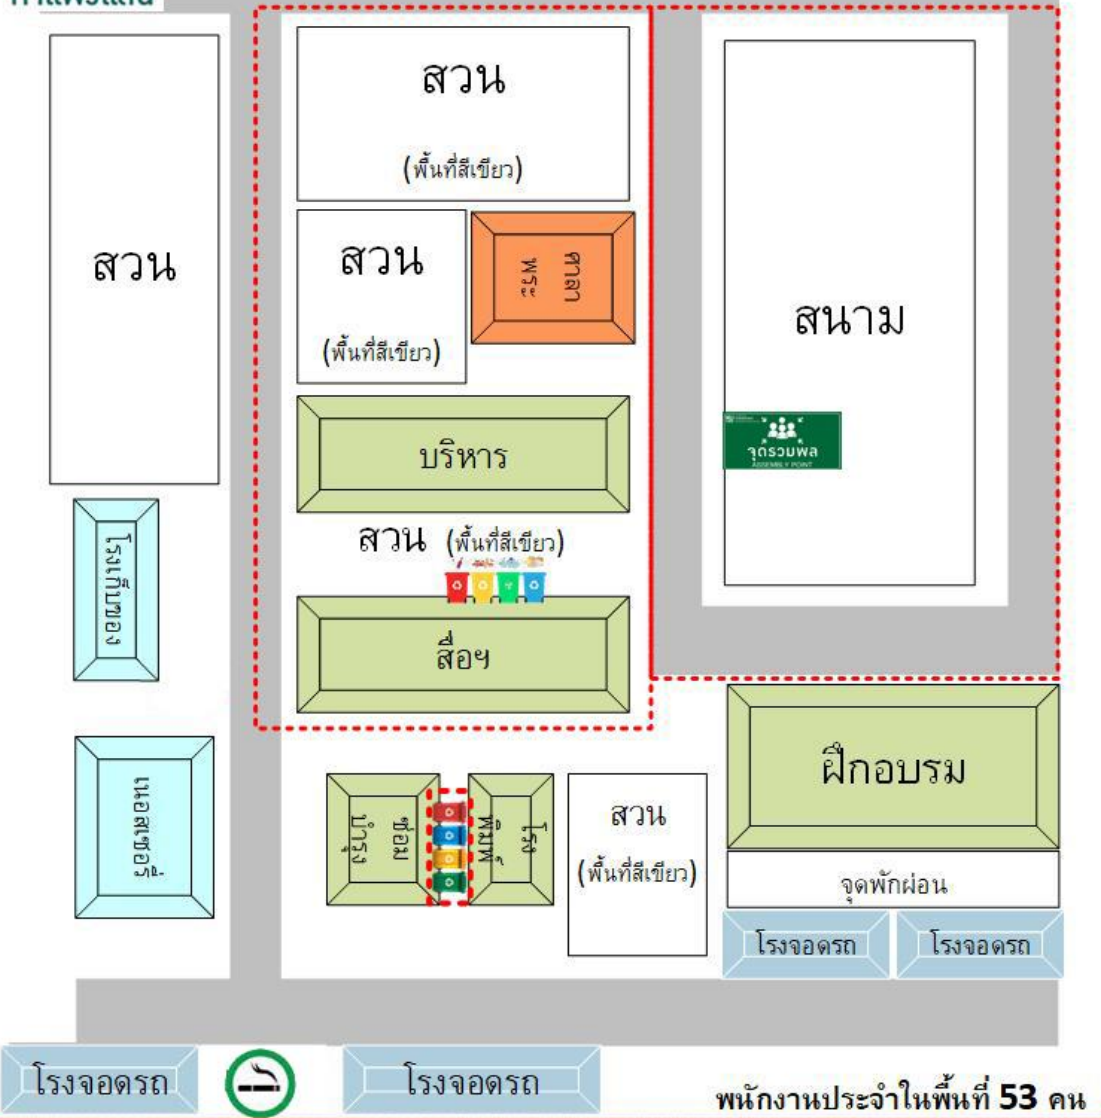 สวน
(พื้นที่สีเขียว)
สวน
สวน
(พื้นที่สีเขียว)
ศาลา
พระ
สนาม
จุดรวมพล
ASSEMBLY POINT
บริหาร
สวน (พื้นที่สีเขียว)
โรงเก็บของ
สื่อฯ
ฝึกอบรม
เนอสเซอรี่
ซ่อม
บำรุง
โรง
พิมพ์
สวน
(พื้นที่สีเขียว)
จุดพักผ่อน
โรงจอดรถ
โรงจอดรถ
โรงจอดรถ
โรงจอดรถ
พนักงานประจำในพื้นที่ 53 คน